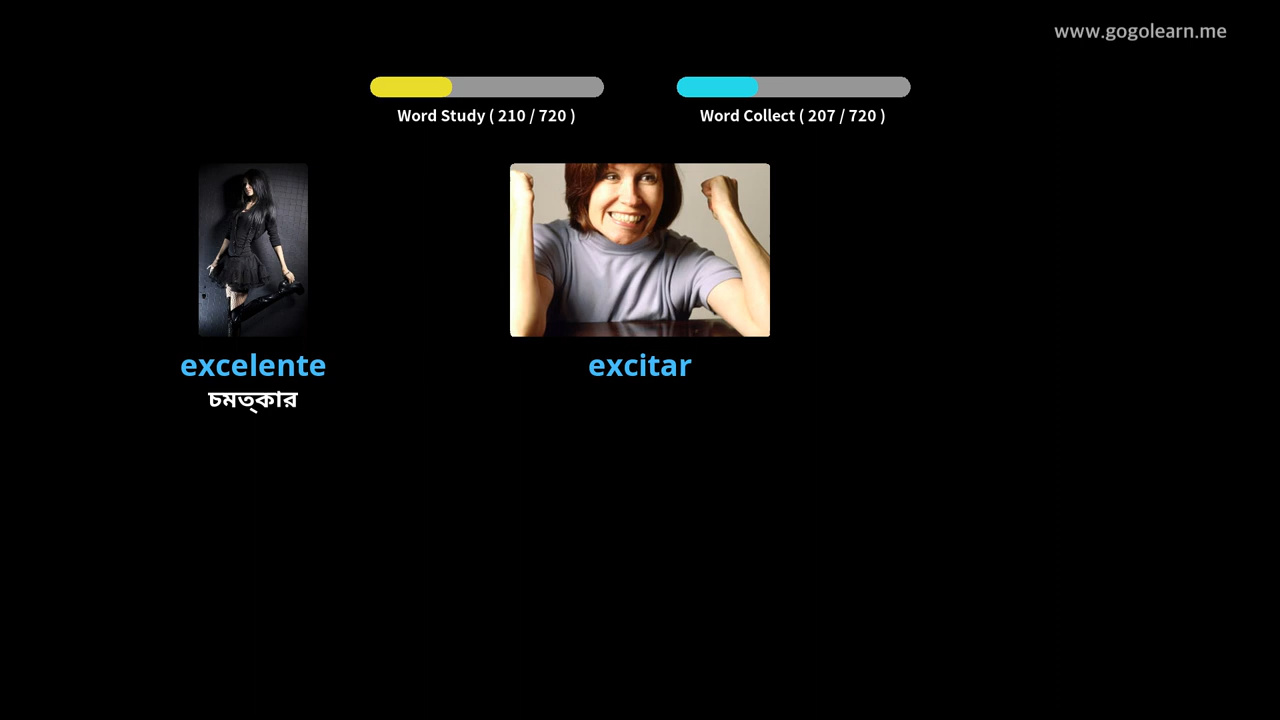 www.gogolearn.me
Word Study ( 210 / 720 )
Word Collect ( 207 / 720 )
excelente
চমত্কার
excitar